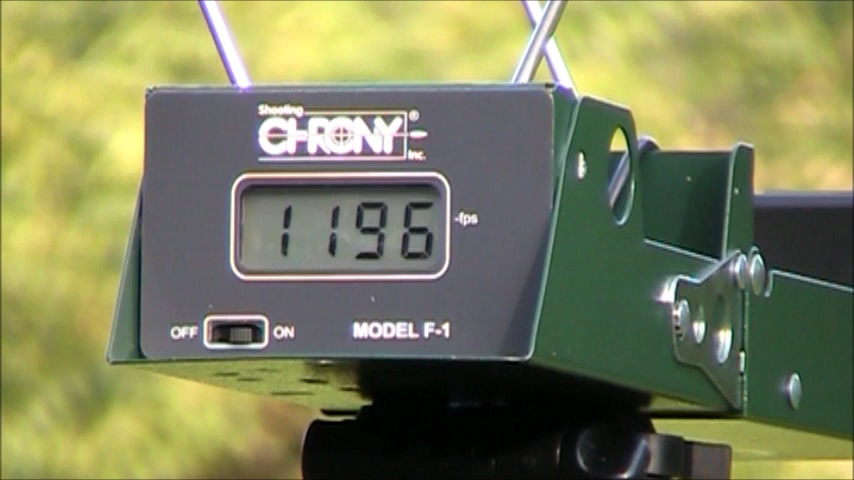 Shooting
CHRONY®
Inc.
1196
-fps
OFF ON
MODEL F-1